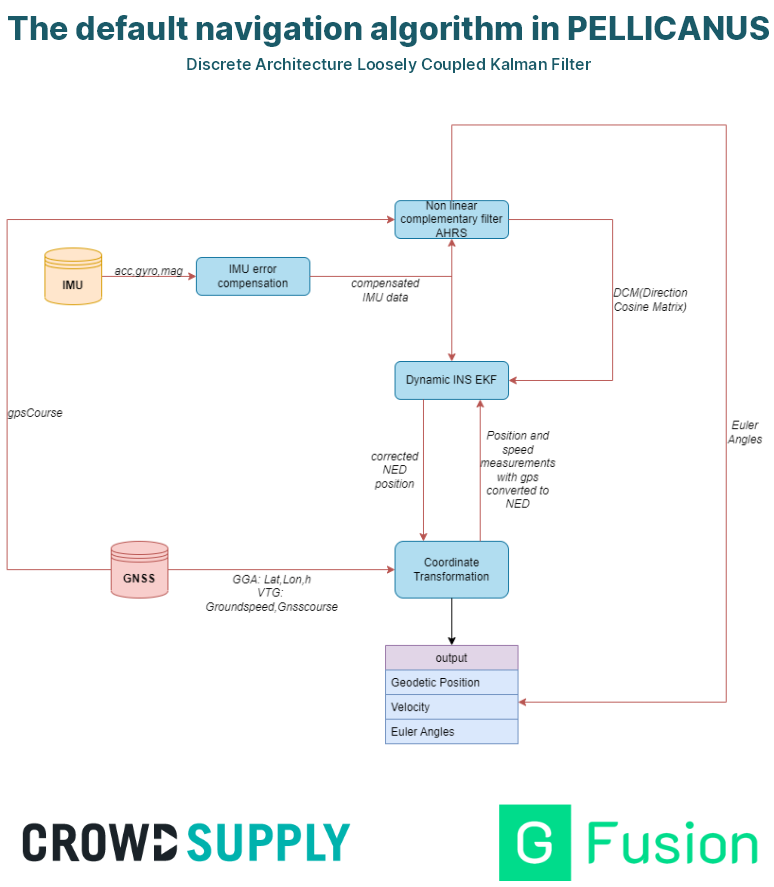 The default navigation algorithm in PELLICANUS
Discrete Architecture Loosely Coupled Kalman Filter
Non linear
complementary filter
AHRS
IMU
acc,gyro,mag
IMU error
compensation
compensated
IMU data
DCM(Direction
Cosine Matrix)
Dynamic INS EKF
gpsCourse
Euler
Angles
corrected
NED
position
Position and
speed
measurements
with gps
converted to
NED
GNSS
GGA: Lat,Lon,h
VTG:
Groundspeed,Gnsscourse
Coordinate
Transformation
output
Geodetic Position
Velocity
Euler Angles
CROWD SUPPLY
G Fusion